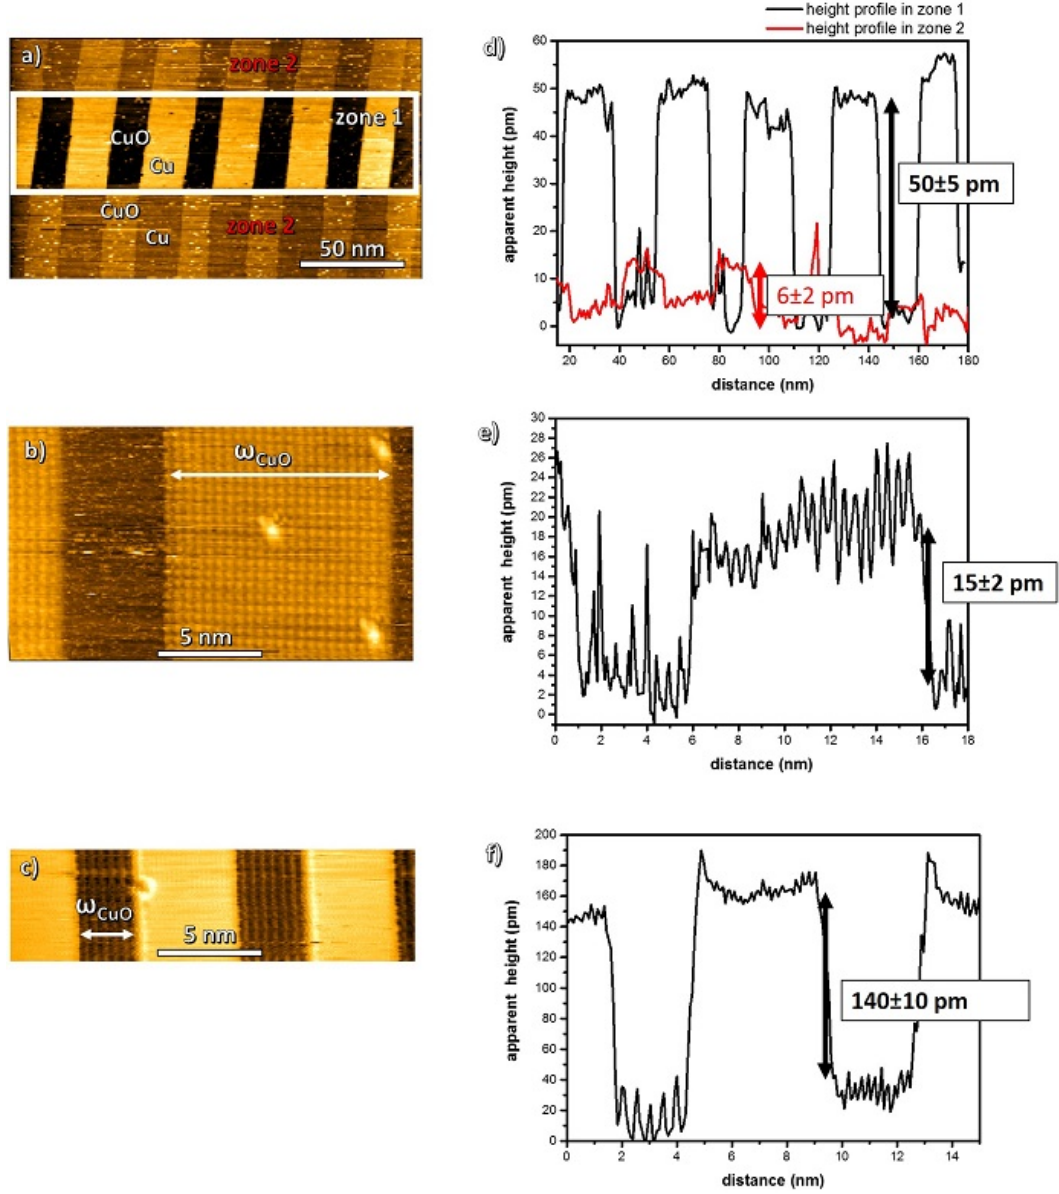 height profile in zone 1
height profile in zone 2
a)
zone 2
zone 1
CuO
Cu
CuO
Cu
zone 2
50 nm
d)
60
50
40
30
20
10
0
apparent height (pm)
50±5 pm
6±2 pm
20 40 60 80 100 120 140 160 180
distance (nm)
b)
ωCuO
5 nm
e)
30
28
26
24
22
20
18
16
14
12
10
8
6
4
2
0
apparent height (pm)
15±2 pm
0 2 4 6 8 10 12 14 16 18
distance (nm)
c)
ωCuO
5 nm
f)
200
180
160
140
120
100
80
60
40
20
0
apparent height (pm)
140±10 pm
0 2 4 6 8 10 12 14
distance (nm)